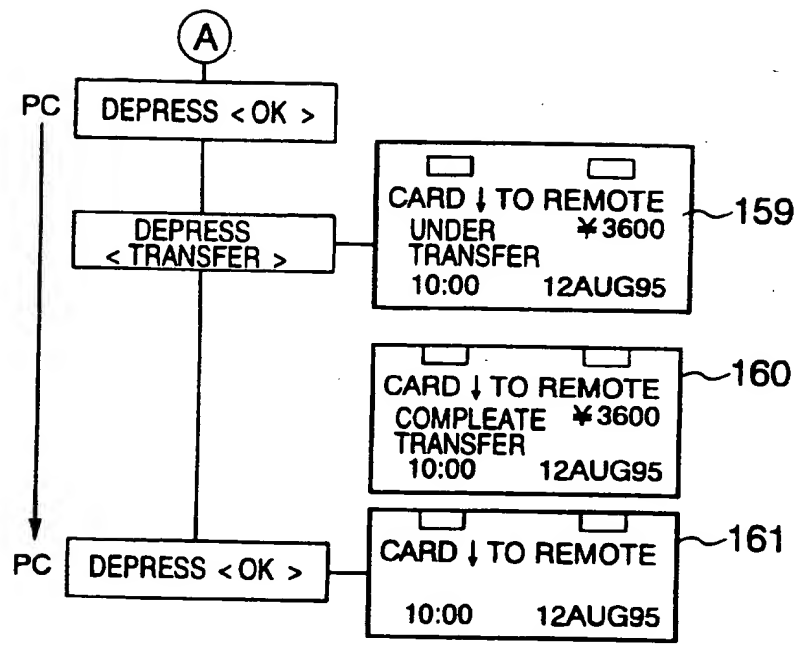 A
PC
DEPRESS < OK >
DEPRESS
< TRANSFER >
CARD ↓ TO REMOTE
UNDER ¥3600
TRANSFER
10:00 12AUG95
159
CARD ↓ TO REMOTE
COMPLEATE ¥3600
TRANSFER
10:00 12AUG95
160
PC
DEPRESS < OK >
CARD ↓ TO REMOTE
10:00 12AUG95
161